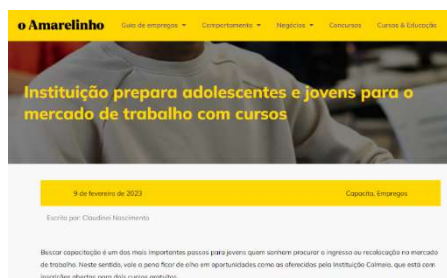 o Amarelinho
Guia de empregos Comportamento Negócios Concursos Cursos & Educação
Instituição prepara adolescentes e jovens para o
mercado de trabalho com cursos
9 de fevereiro de 2023
Capacita, Empregos
Escrito por: Claudinei Nascimento
Buscar capacitação é um dos mais importantes passos para jovens quem sonham procurar o ingresso ou recolocação no mercado
de trabalho. Neste sentido, vale a pena ficar de olho em oportunidades como as oferecidas pela Instituição Colmeia, que está com
inscrições abertas para dois cursos gratuitos.